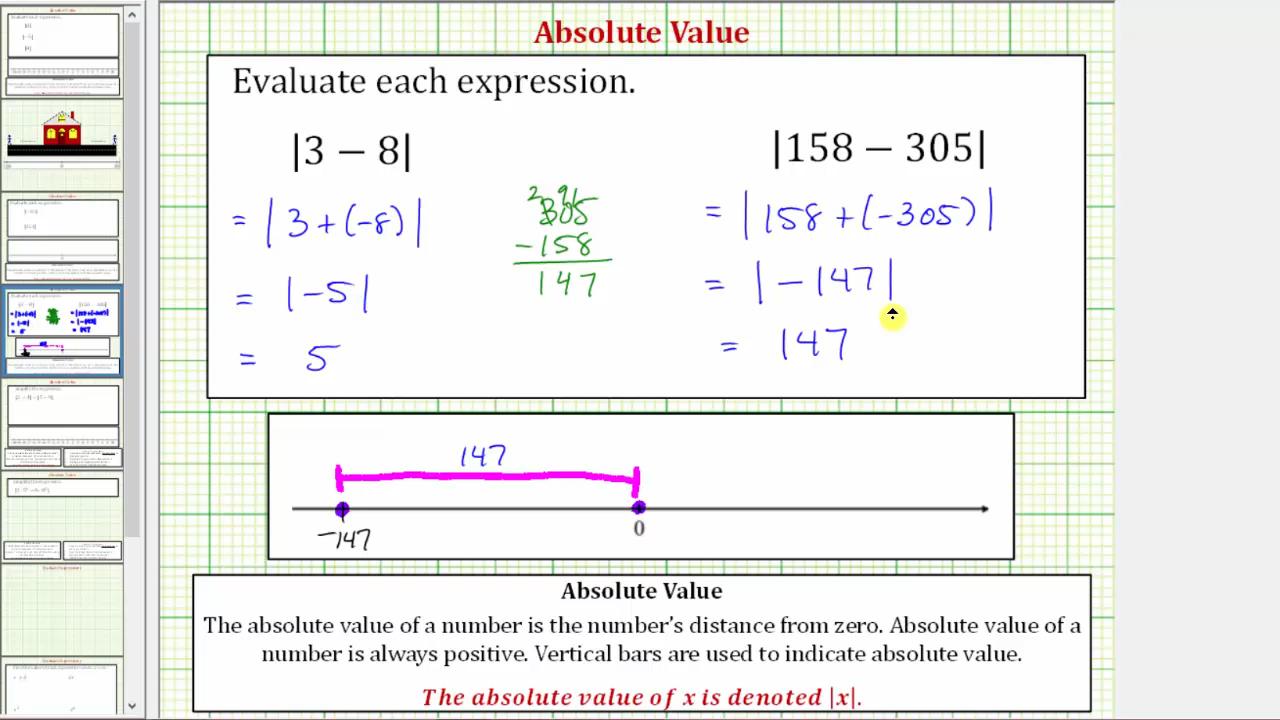 Absolute Value
Evaluate each expression.
|3 − 8|
= |3+(-8)|
= |-5|
= 5
2 9 1
305
-158
147
|158 − 305|
= |158+(-305)|
= |-147|
= 147
147
-147
0
Absolute Value
The absolute value of a number is the number's distance from zero. Absolute value of a
number is always positive. Vertical bars are used to indicate absolute value.
The absolute value of x is denoted |x|.